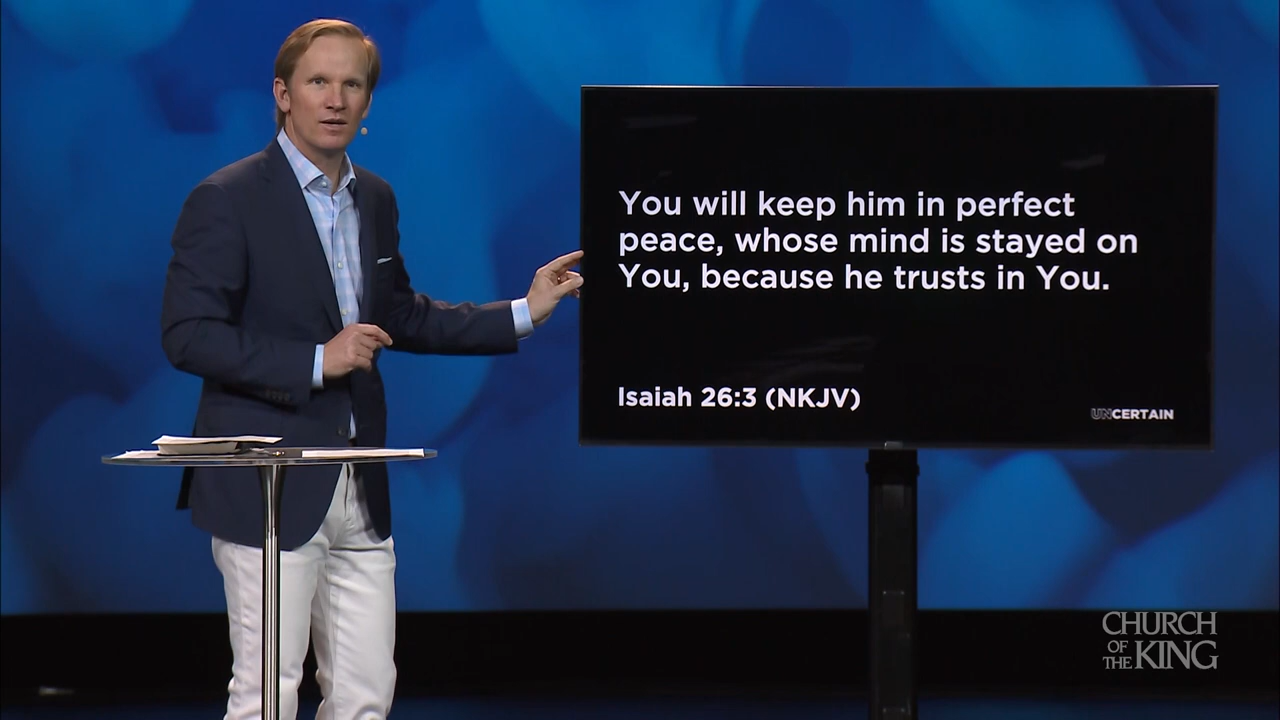 You will keep him in perfect
peace, whose mind is stayed on
You, because he trusts in You.
Isaiah 26:3 (NKJV)
UNCERTAIN
CHURCH
OF
THE KING